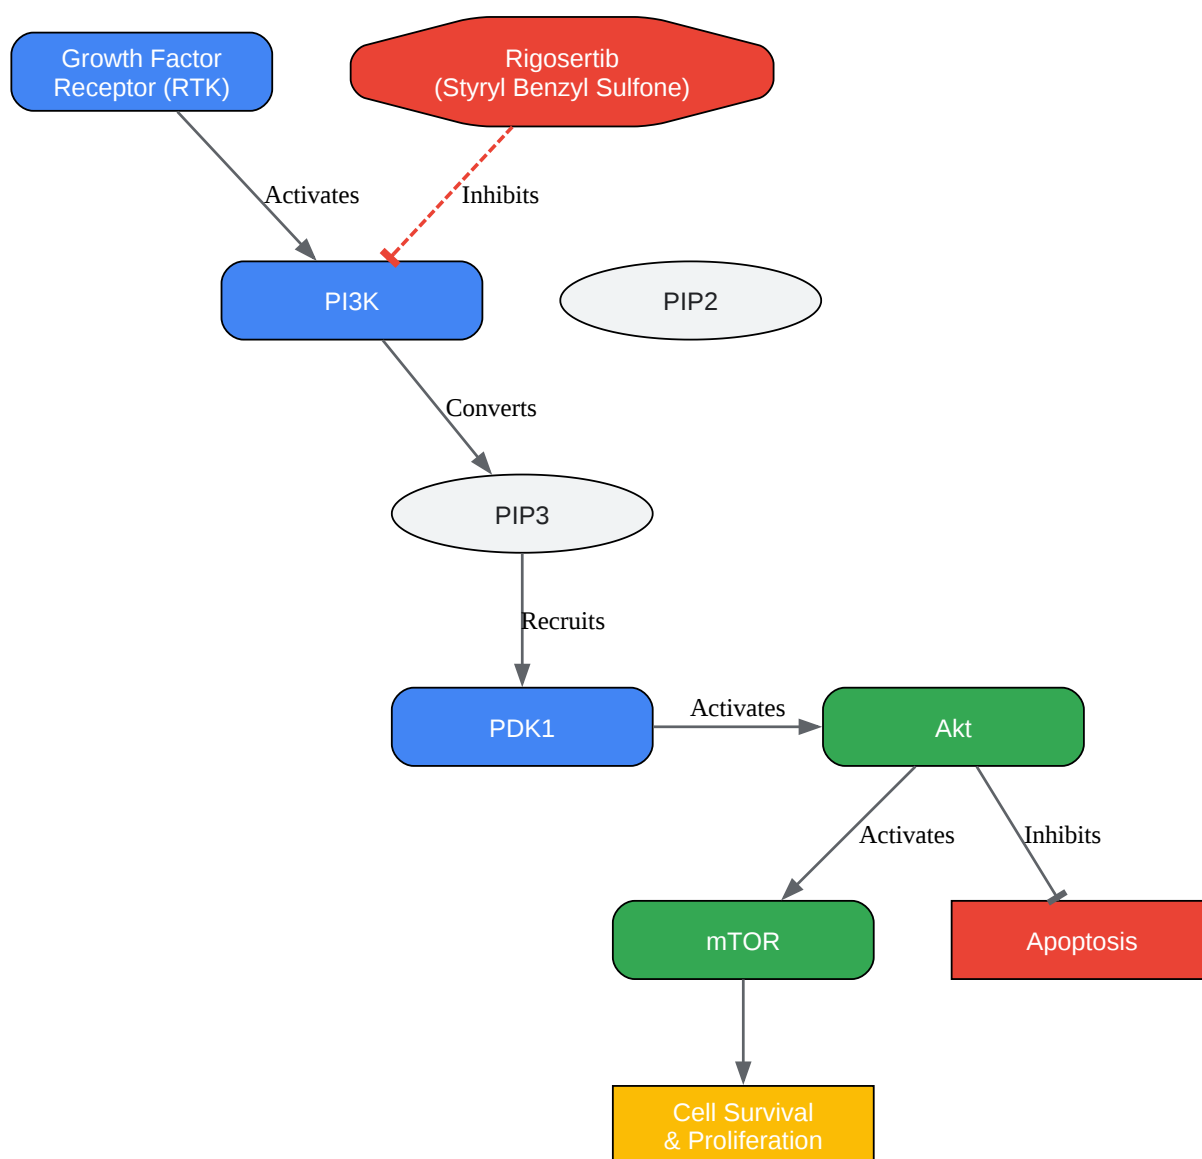 Growth Factor
Receptor (RTK)
Rigosertib
(Styryl Benzyl Sulfone)
Activates
Inhibits
PI3K
PIP2
Converts
PIP3
Recruits
PDK1
Activates
Akt
Activates
Inhibits
mTOR
Apoptosis
Cell Survival
& Proliferation